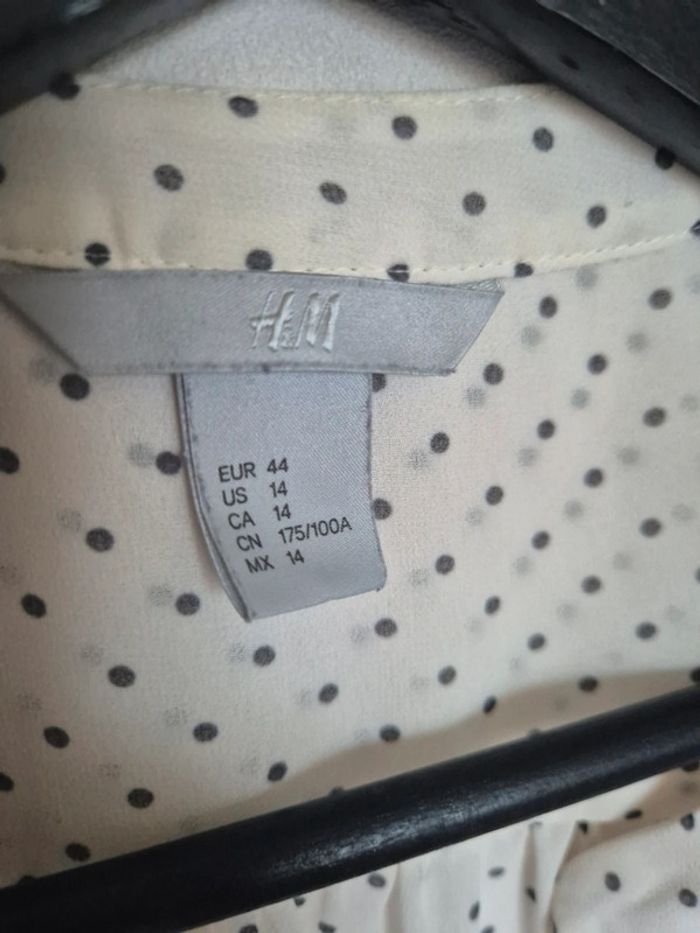 H&M
EUR 44
US 14
CA 14
CN 175/100A
MX 14